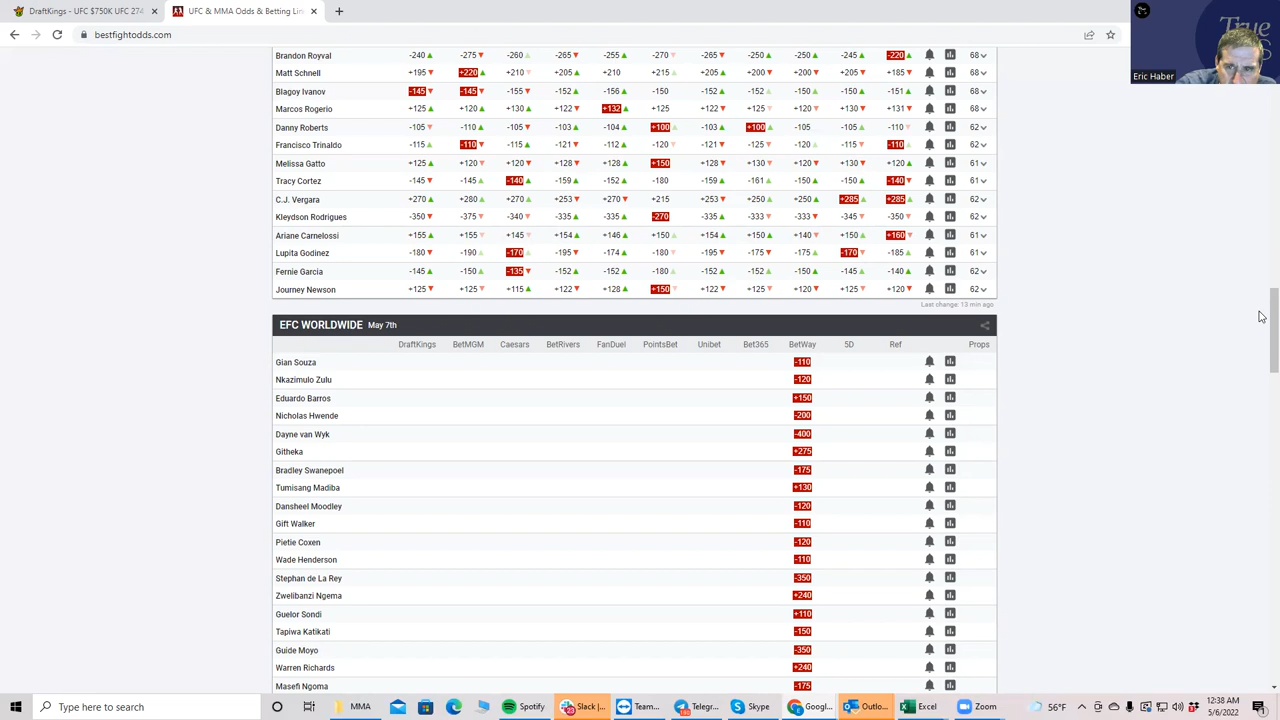 DraftKings - UFC $750K UFC 274
UFC & MMA Odds & Betting Lin
bestfightodds.com
True
Eric Haber
Brandon Royval -240 -275 -260 -265 -255 -270 -265 -250 -250 -245 -220 68
Matt Schnell +195 +220 +210 +205 +210 +215 +205 +200 +200 +205 +185 68
Blagoy Ivanov -145 -145 -155 -152 -156 -150 -152 -152 -150 -150 -151 68
Marcos Rogerio +125 +120 +130 +122 +132 +125 +122 +125 +120 +130 +131 68
Danny Roberts -105 -110 -105 -103 -104 +100 -103 +100 -105 -105 -110 62
Francisco Trinaldo -115 -110 -115 -121 -112 -120 -121 -125 -120 -115 -110 62
Melissa Gatto +125 +120 +120 +128 +128 +150 +128 +130 +120 +130 +120 61
Tracy Cortez -145 -145 -140 -159 -152 -180 -159 -161 -150 -150 -140 61
C.J. Vergara +270 +280 +270 +253 +270 +215 +253 +250 +250 +285 +285 62
Kleydson Rodrigues -350 -375 -340 -335 -335 -270 -335 -333 -333 -345 -350 62
Ariane Carnelossi +155 +155 +145 +154 +146 +150 +154 +150 +140 +150 +160 61
Lupita Godinez -180 -190 -170 -195 -174 -180 -195 -175 -175 -170 -185 61
Fernie Garcia -145 -150 -135 -152 -152 -180 -152 -152 -150 -145 -140 62
Journey Newson +125 +125 +115 +122 +128 +150 +122 +125 +120 +125 +120 62
Last change: 13 min ago
EFC WORLDWIDE May 7th
DraftKings BetMGM Caesars BetRivers FanDuel PointsBet Unibet Bet365 BetWay 5D Ref Props
Gian Souza -110
Nkazimulo Zulu -120
Eduardo Barros +150
Nicholas Hwende -200
Dayne van Wyk -400
Githeka +275
Bradley Swanepoel -175
Tumisang Madiba +130
Dansheel Moodley -120
Gift Walker -110
Pietie Coxen -120
Wade Henderson -110
Stephan de La Rey -350
Zwelibanzi Ngema +240
Guelor Sondi +110
Tapiwa Katikati -150
Guide Moyo -350
Warren Richards +240
Masefi Ngoma -175
Type here to search
MMA
Spotify
Slack |
Team...
Telegr...
Skype
Googl...
Outlo...
Excel
Zoom
56°F
12:38 AM
5/6/2022